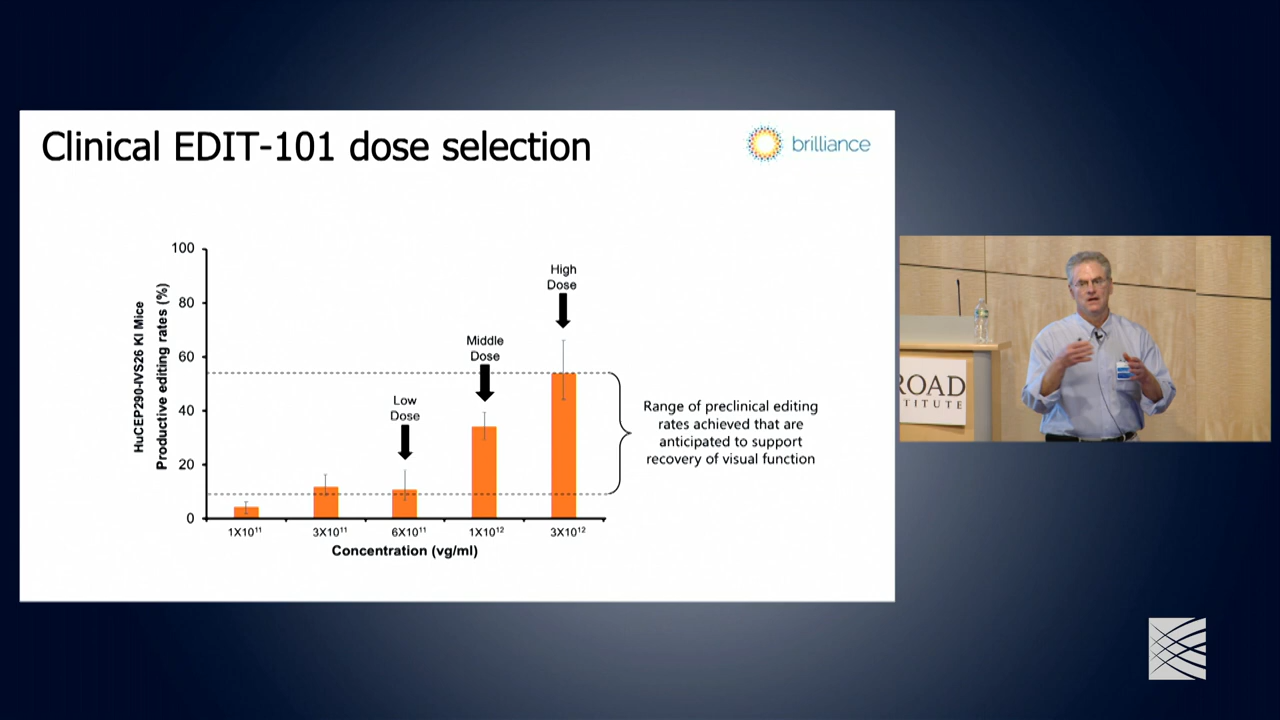 Clinical EDIT-101 dose selection
brilliance
HuCEP290-IVS26 KI Mice
Productive editing rates (%)
100
80
60
40
20
0
Low
Dose
Middle
Dose
High
Dose
1X10¹¹
3X10¹¹
6X10¹¹
1X10¹²
3X10¹²
Concentration (vg/ml)
Range of preclinical editing
rates achieved that are
anticipated to support
recovery of visual function
ROAD
TITUTE